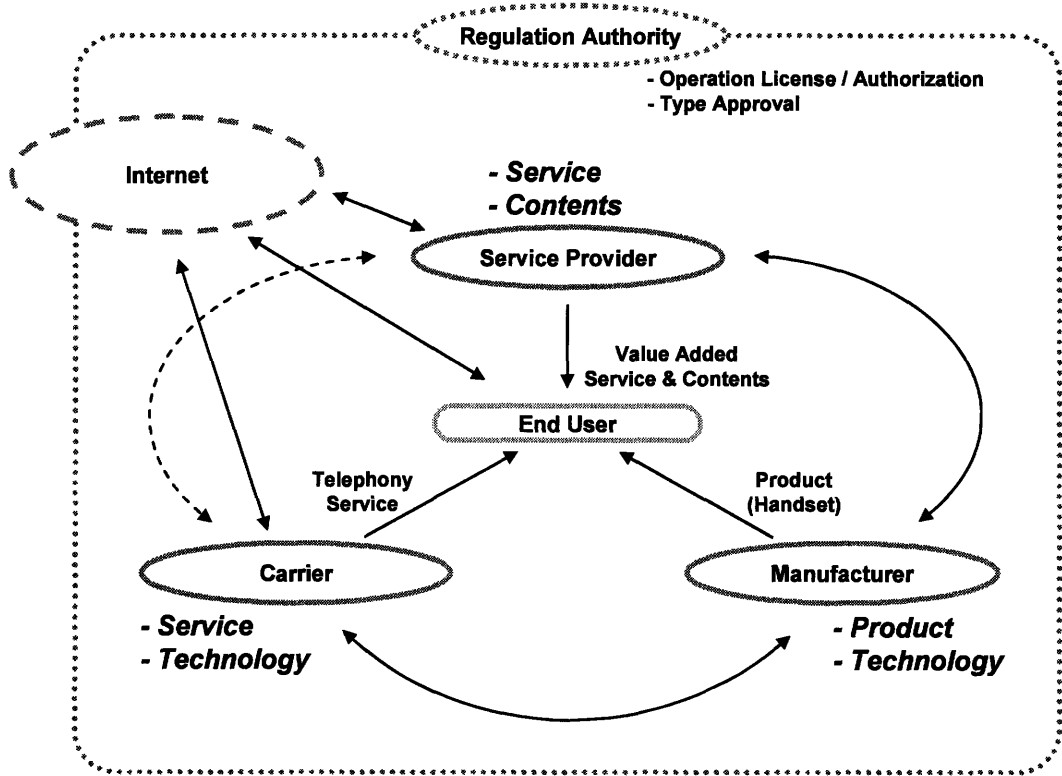 Regulation Authority
- Operation License / Authorization
- Type Approval
Internet
- Service
- Contents
Service Provider
Value Added
Service & Contents
End User
Telephony
Service
Product
(Handset)
Carrier
Manufacturer
- Service
- Technology
- Product
- Technology